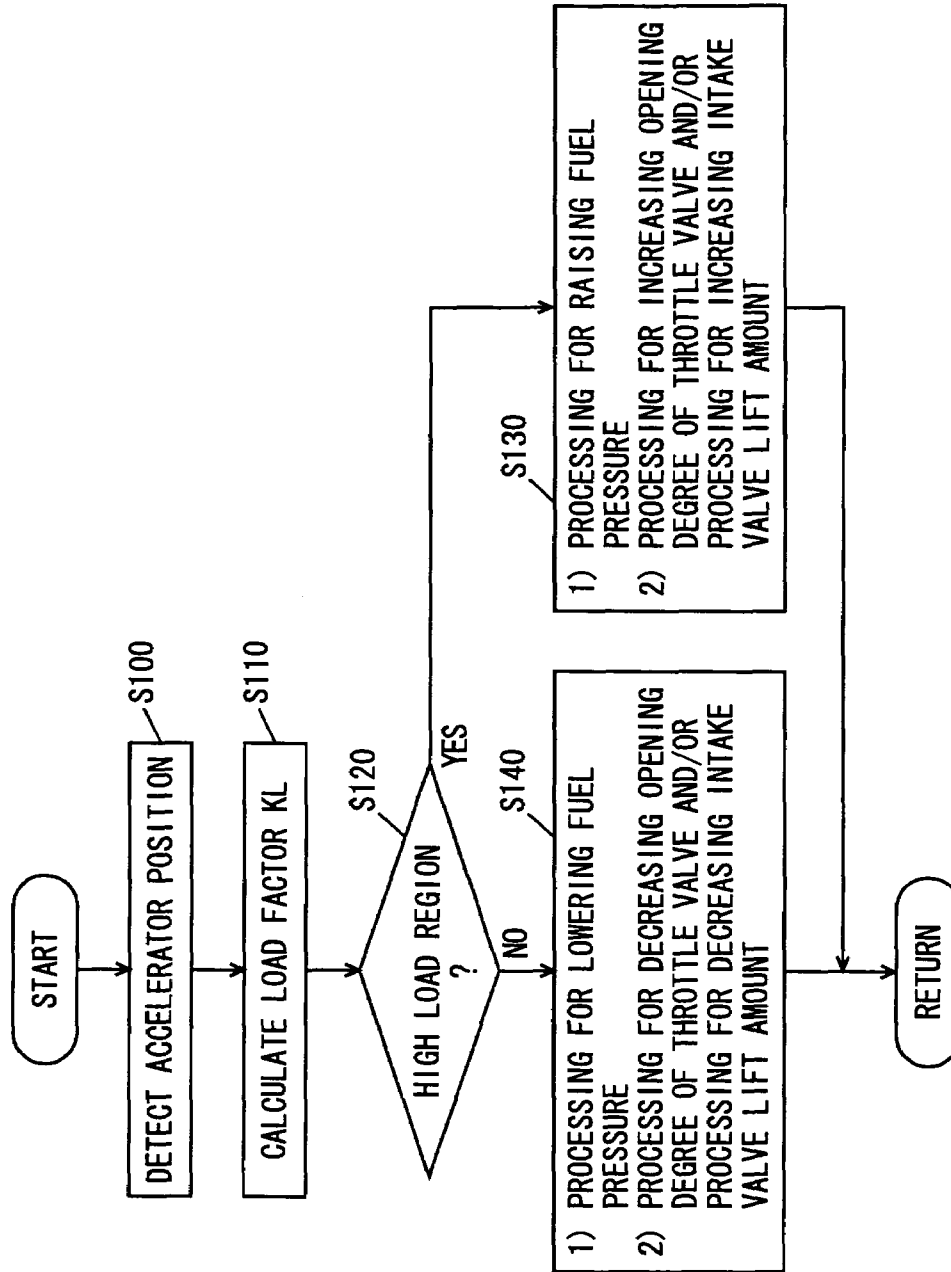 START
DETECT ACCELERATOR POSITION
S100
CALCULATE LOAD FACTOR KL
S110
HIGH LOAD REGION
?
S120
YES
NO
S140
1) PROCESSING FOR LOWERING FUEL
PRESSURE
2) PROCESSING FOR DECREASING OPENING
DEGREE OF THROTTLE VALVE AND/OR
PROCESSING FOR DECREASING INTAKE
VALVE LIFT AMOUNT
S130
1) PROCESSING FOR RAISING FUEL
PRESSURE
2) PROCESSING FOR INCREASING OPENING
DEGREE OF THROTTLE VALVE AND/OR
PROCESSING FOR INCREASING INTAKE
VALVE LIFT AMOUNT
RETURN